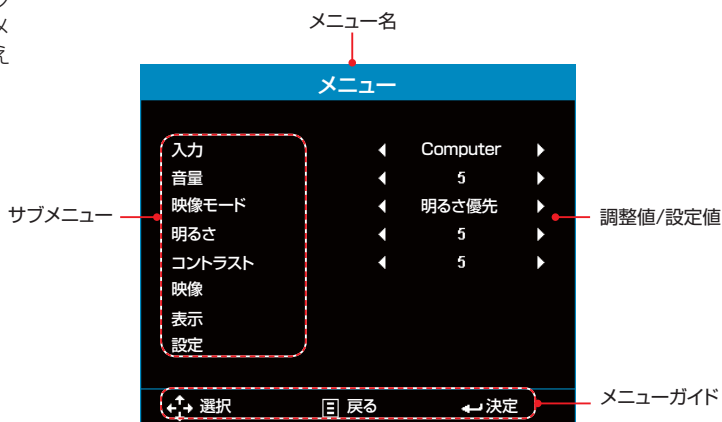 メニュー名
メニュー
入力 Computer
音量 5
映像モード 明るさ優先
明るさ 5
コントラスト 5
映像
表示
設定
サブメニュー
調整値/設定値
選択 戻る 決定
メニューガイド